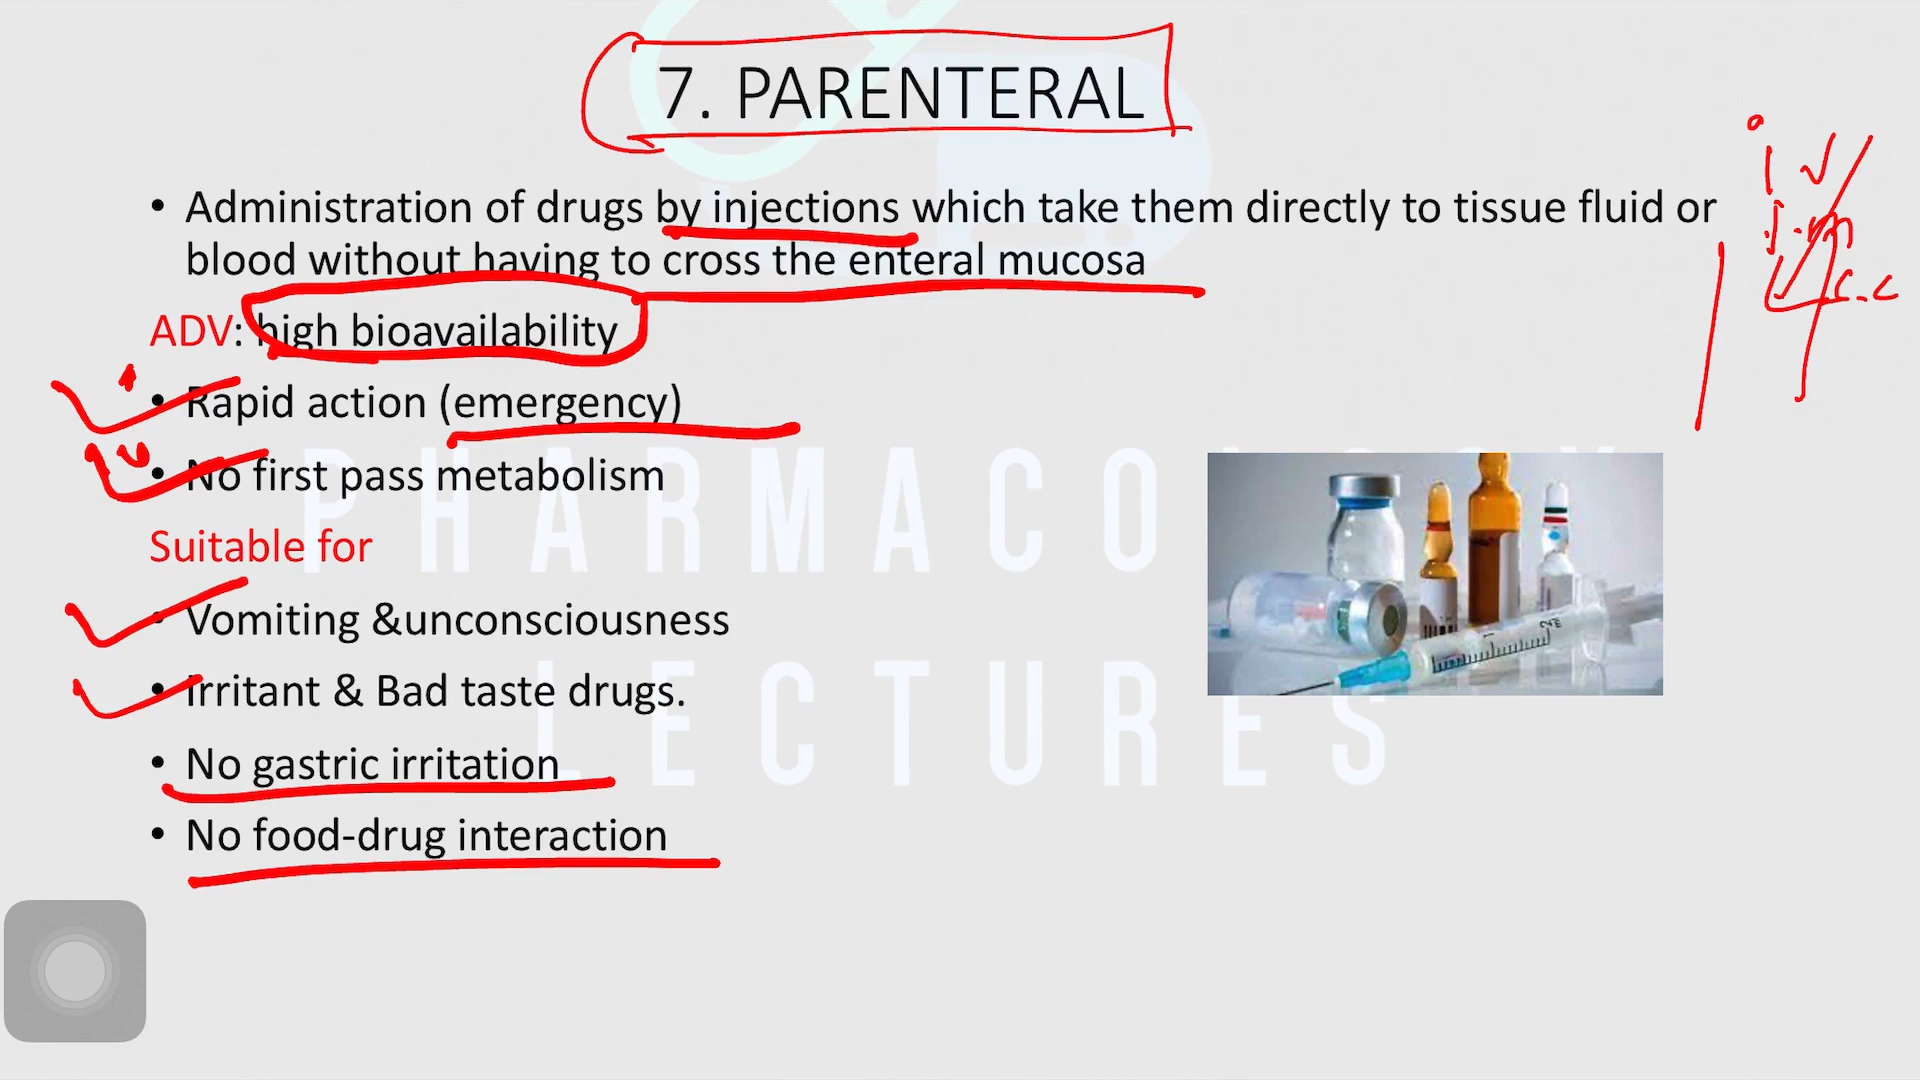 7. PARENTERAL
• Administration of drugs by injections which take them directly to tissue fluid or
blood without having to cross the enteral mucosa
ADV: high bioavailability
• Rapid action (emergency)
• No first pass metabolism
Suitable for
• Vomiting &unconsciousness
• Irritant & Bad taste drugs.
• No gastric irritation
• No food-drug interaction
PHARMACOLOGY
LECTURES